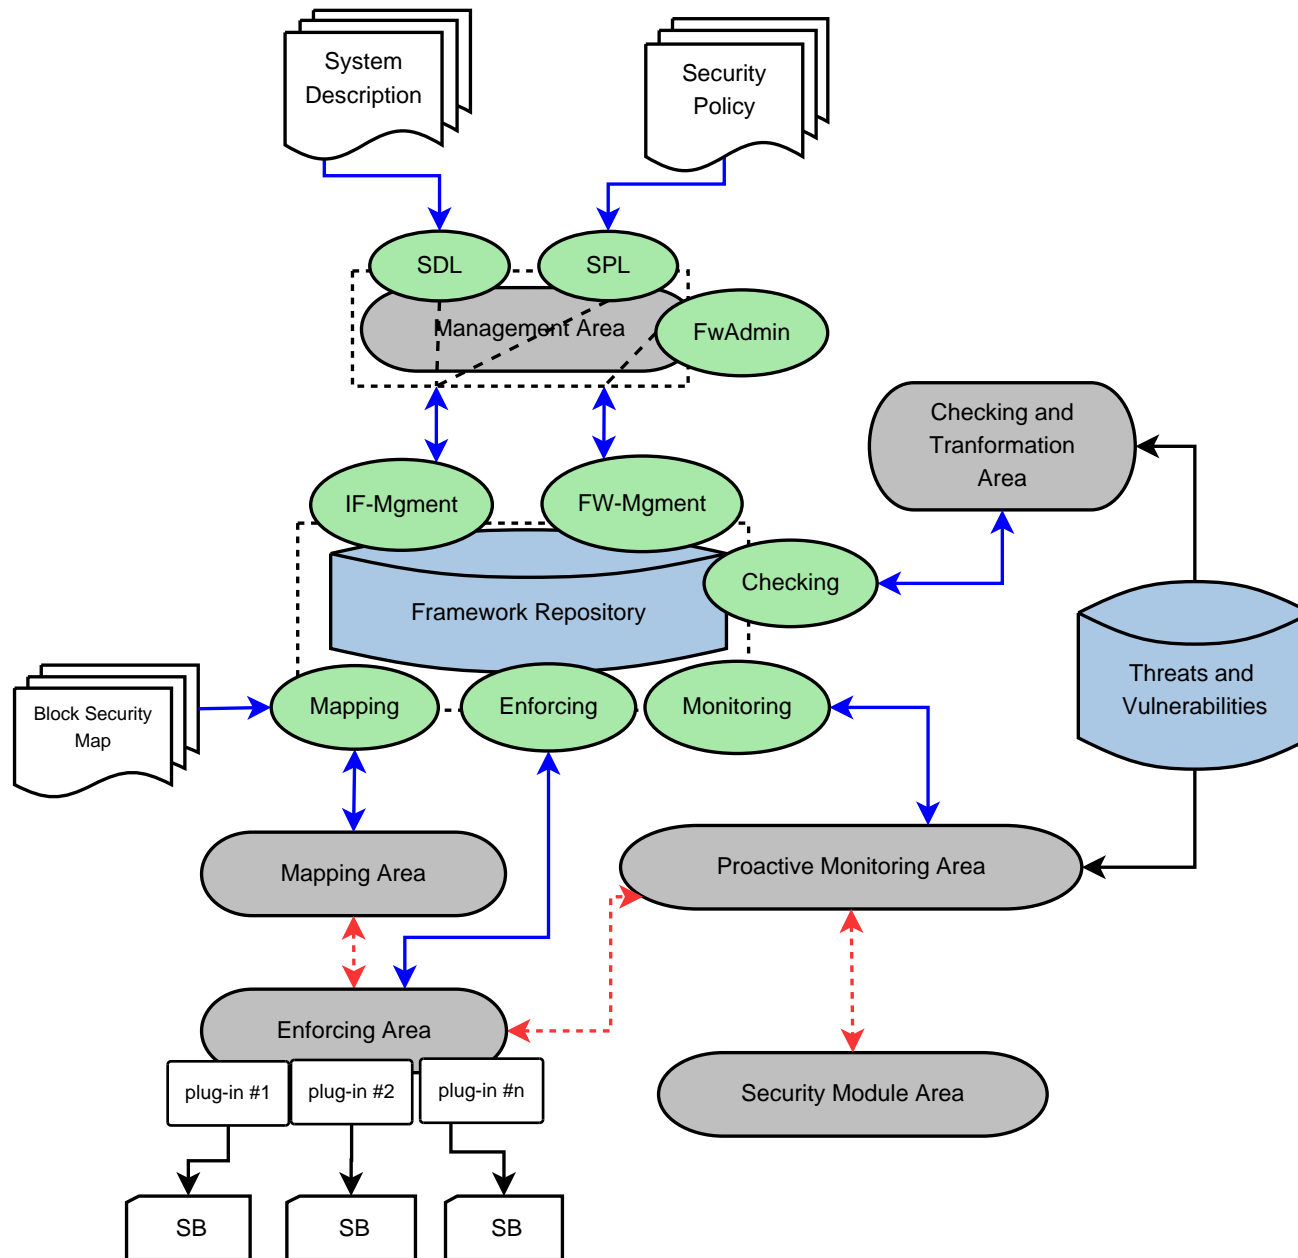 System
Description
Security
Policy
SDL
SPL
Management Area
FwAdmin
Checking and
Tranformation
Area
IF-Mgment
FW-Mgment
Checking
Framework Repository
Threats and
Vulnerabilities
Block Security
Map
Mapping
Enforcing
Monitoring
Mapping Area
Proactive Monitoring Area
Enforcing Area
plug-in #1
plug-in #2
plug-in #n
Security Module Area
SB
SB
SB